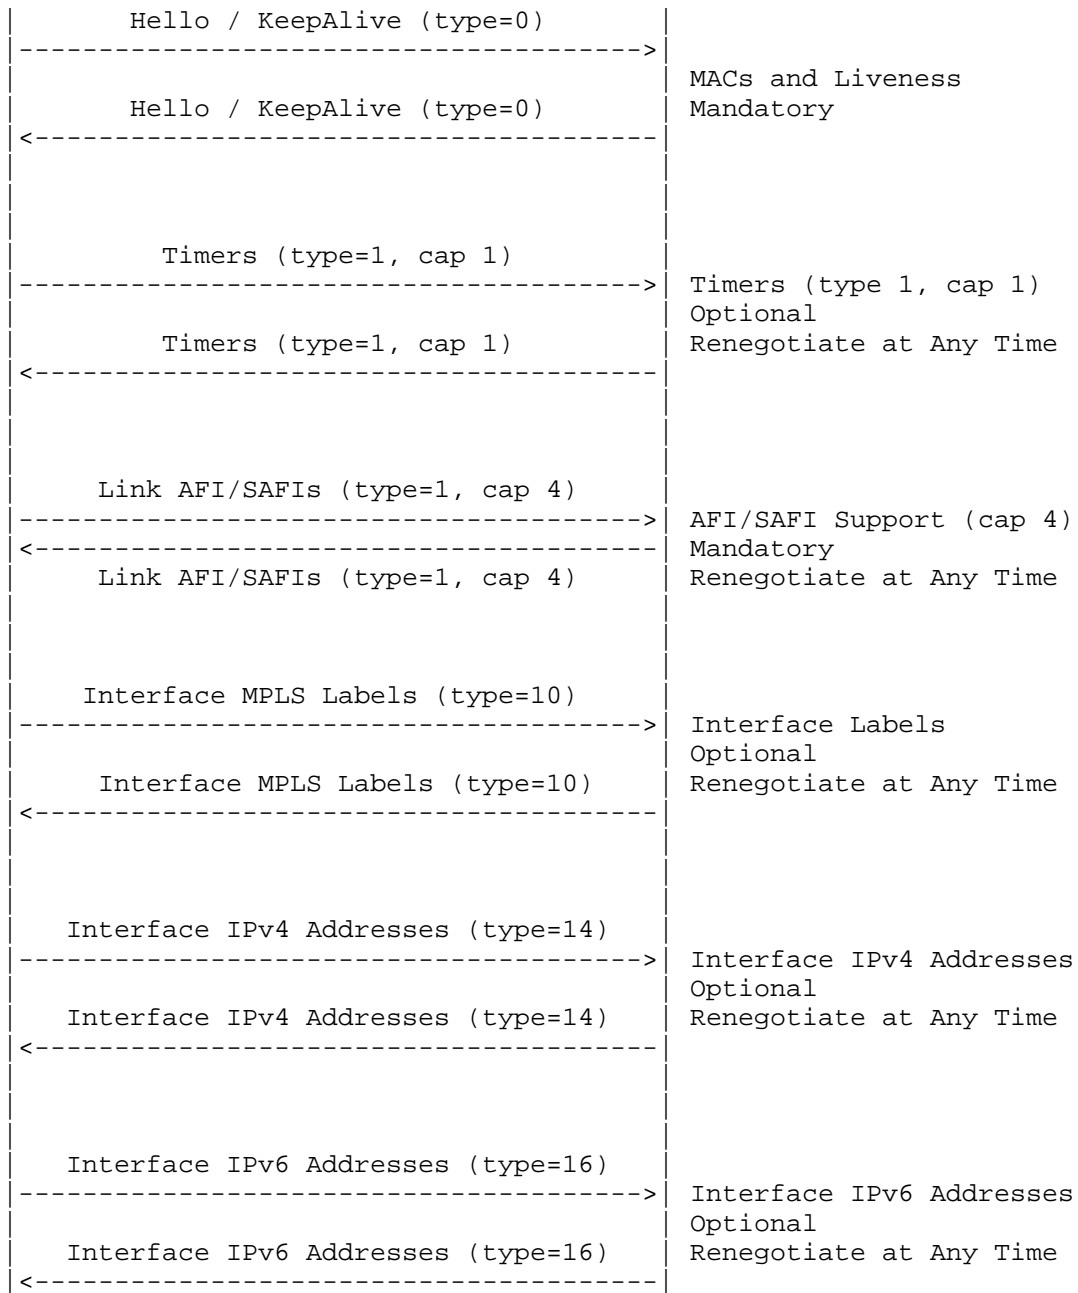 |       Hello / KeepAlive (type=0)       |
|--------------------------------------->|
|                                        | MACs and Liveness
|       Hello / KeepAlive (type=0)       | Mandatory
|<---------------------------------------|
|                                        |
|                                        |
|         Timers (type=1, cap 1)         |
|--------------------------------------->| Timers (type 1, cap 1)
|                                        | Optional
|         Timers (type=1, cap 1)         | Renegotiate at Any Time
|<---------------------------------------|
|                                        |
|                                        |
|     Link AFI/SAFIs (type=1, cap 4)     |
|--------------------------------------->| AFI/SAFI Support (cap 4)
|<---------------------------------------| Mandatory
|     Link AFI/SAFIs (type=1, cap 4)     | Renegotiate at Any Time
|                                        |
|                                        |
|    Interface MPLS Labels (type=10)     |
|--------------------------------------->| Interface Labels
|                                        | Optional
|     Interface MPLS Labels (type=10)    | Renegotiate at Any Time
|<---------------------------------------|
|                                        |
|                                        |
|   Interface IPv4 Addresses (type=14)   |
|--------------------------------------->| Interface IPv4 Addresses
|                                        | Optional
|   Interface IPv4 Addresses (type=14)   | Renegotiate at Any Time
|<---------------------------------------|
|                                        |
|                                        |
|   Interface IPv6 Addresses (type=16)   |
|--------------------------------------->| Interface IPv6 Addresses
|                                        | Optional
|   Interface IPv6 Addresses (type=16)   | Renegotiate at Any Time
|<---------------------------------------|